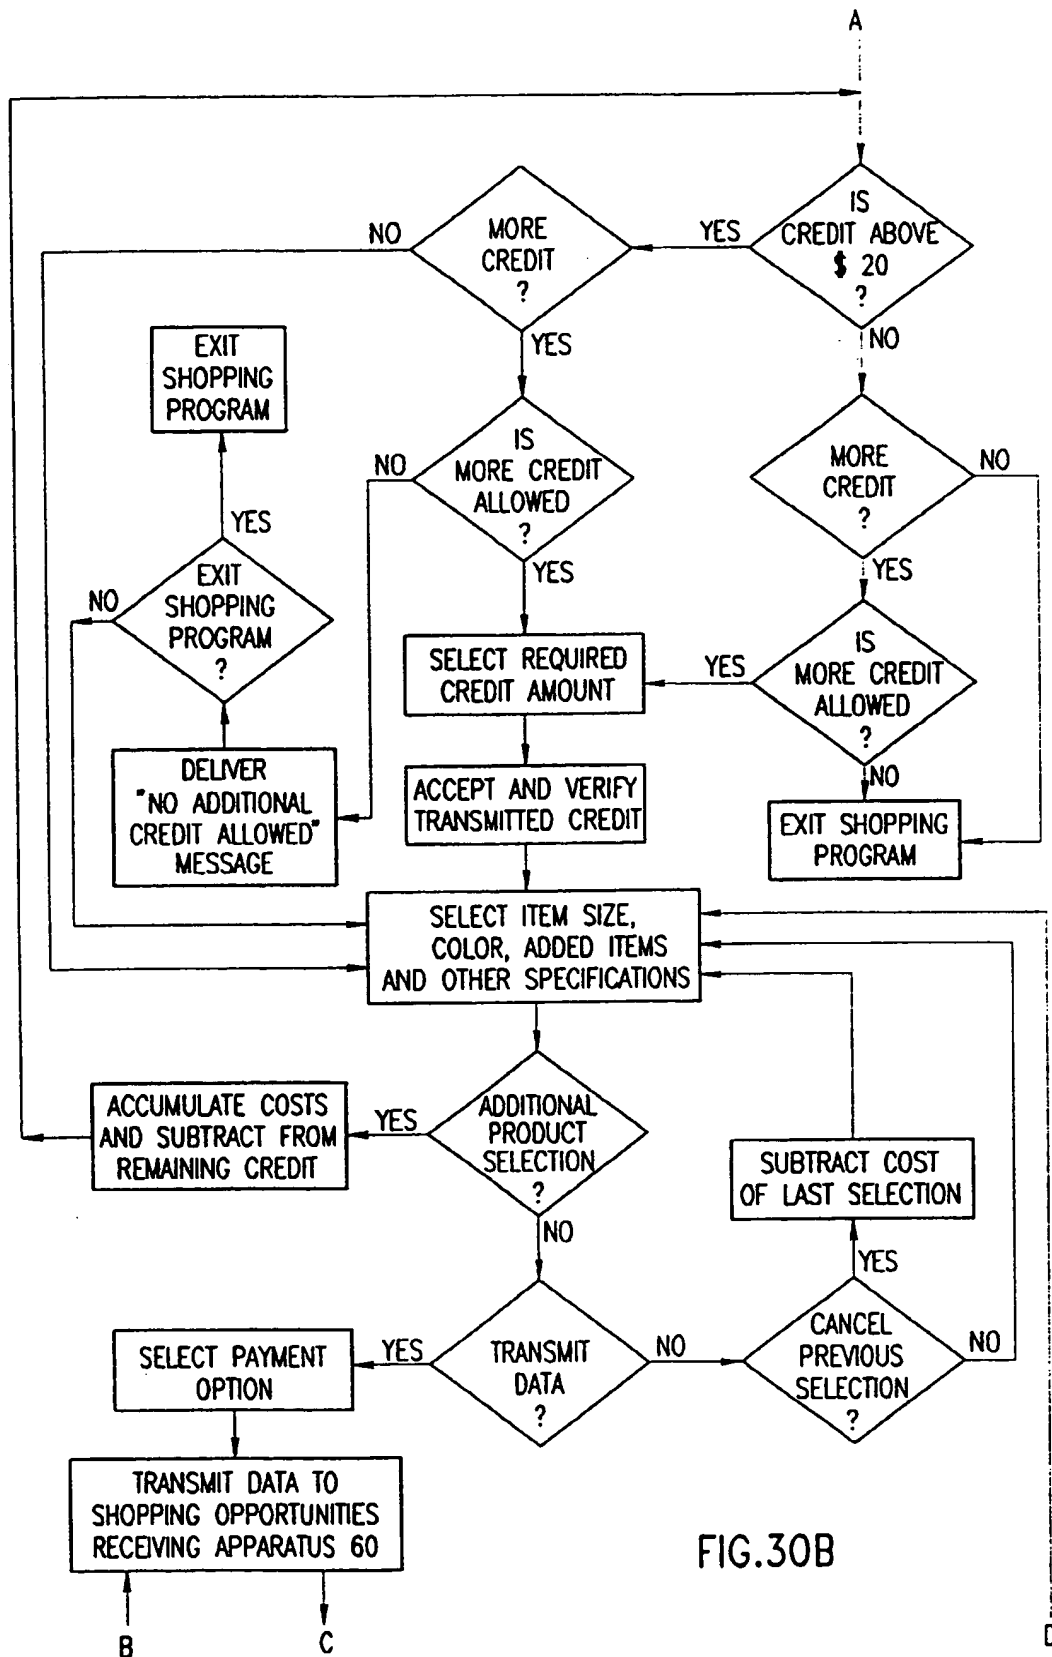 A
IS
CREDIT ABOVE
$ 20
?
YES
NO
MORE
CREDIT
?
NO
YES
EXIT
SHOPPING
PROGRAM
IS
MORE CREDIT
ALLOWED
?
NO
YES
MORE
CREDIT
?
NO
YES
YES
EXIT
SHOPPING
PROGRAM
?
NO
SELECT REQUIRED
CREDIT AMOUNT
YES
IS
MORE CREDIT
ALLOWED
?
NO
DELIVER
"NO ADDITIONAL
CREDIT ALLOWED"
MESSAGE
ACCEPT AND VERIFY
TRANSMITTED CREDIT
EXIT SHOPPING
PROGRAM
SELECT ITEM SIZE,
COLOR, ADDED ITEMS
AND OTHER SPECIFICATIONS
ACCUMULATE COSTS
AND SUBTRACT FROM
REMAINING CREDIT
YES
ADDITIONAL
PRODUCT
SELECTION
?
NO
SUBTRACT COST
OF LAST SELECTION
YES
SELECT PAYMENT
OPTION
YES
TRANSMIT
DATA
?
NO
CANCEL
PREVIOUS
SELECTION
?
NO
TRANSMIT DATA TO
SHOPPING OPPORTUNITIES
RECEIVING APPARATUS 60
FIG.30B
B
C